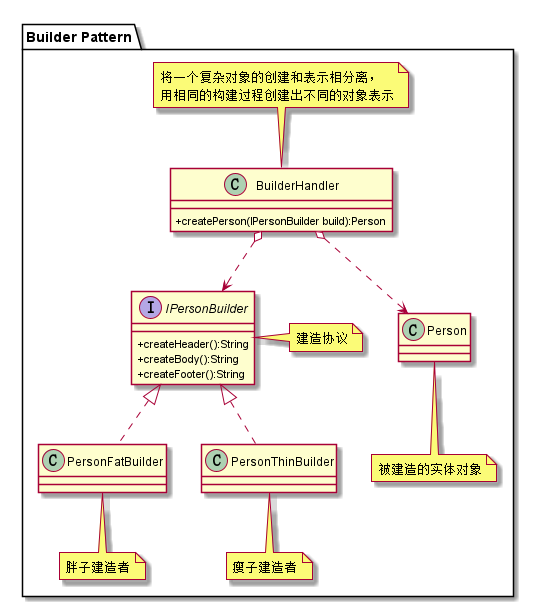 Builder Pattern
将一个复杂对象的创建和表示相分离，
用相同的构建过程创建出不同的对象表示
C BuilderHandler
+createPerson(IPersonBuilder build):Person
I IPersonBuilder
+createHeader():String
+createBody():String
+createFooter():String
建造协议
C Person
C PersonFatBuilder
C PersonThinBuilder
被建造的实体对象
胖子建造者
瘦子建造者